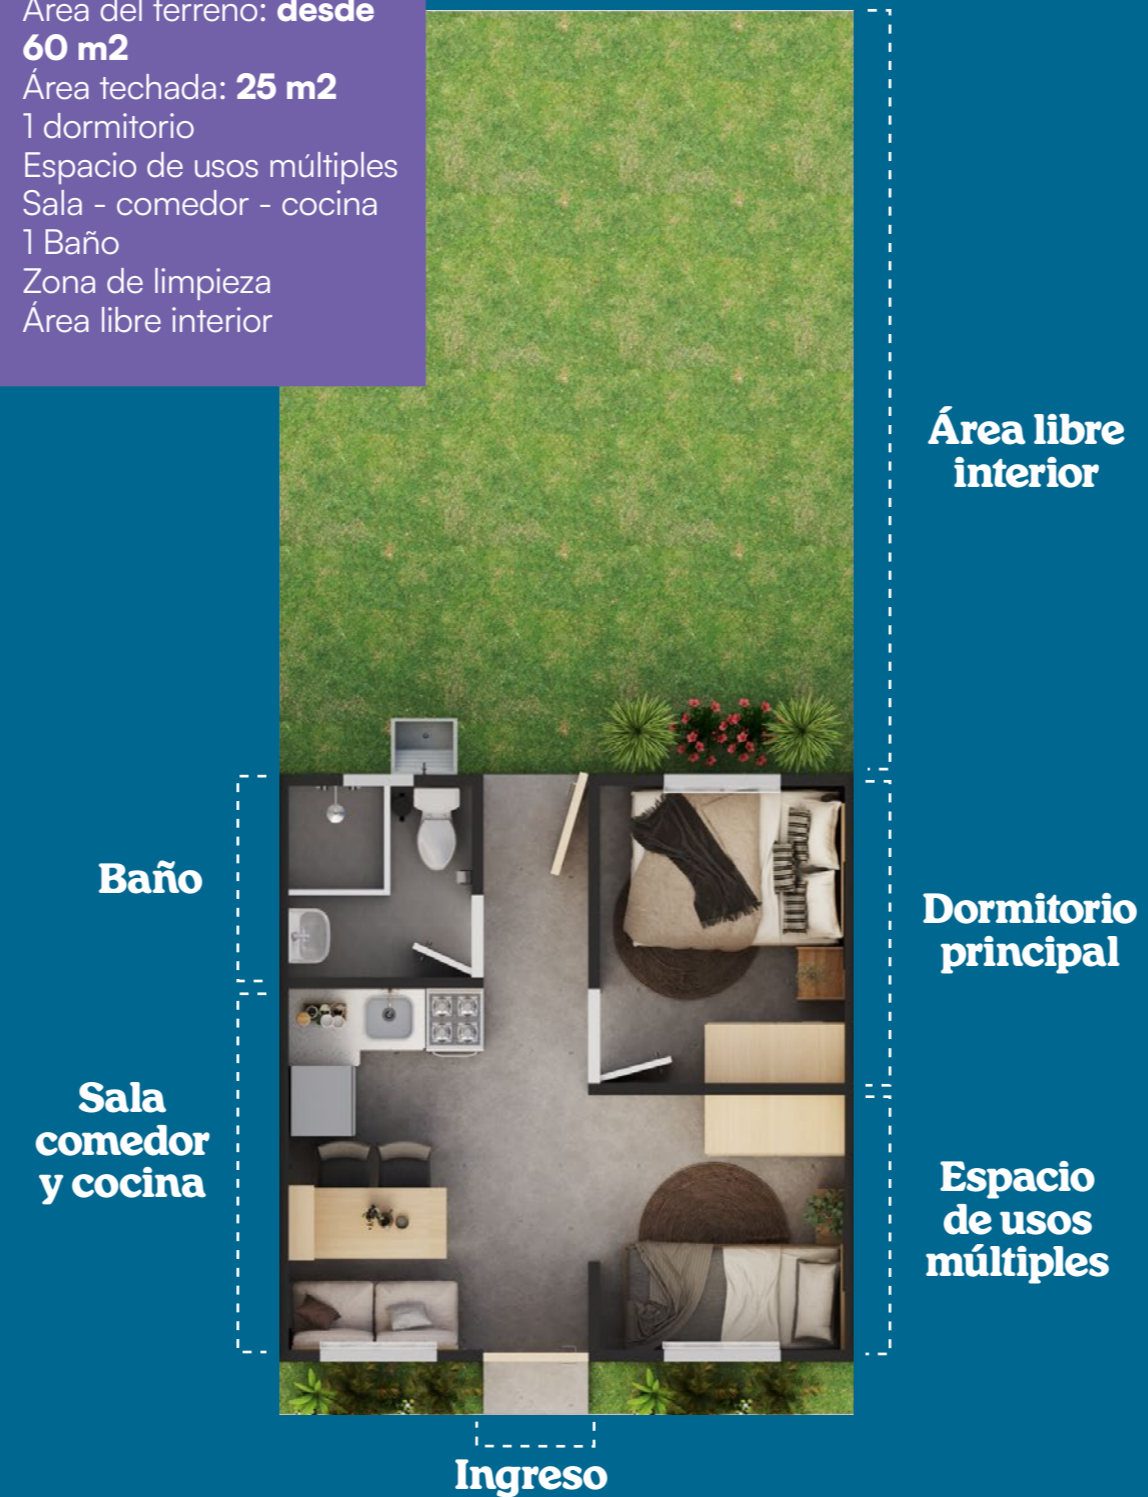 Área del terreno: desde
60 m2
Área techada: 25 m2
1 dormitorio
Espacio de usos múltiples
Sala - comedor - cocina
1 Baño
Zona de limpieza
Área libre interior
Área libre
interior
Baño
Dormitorio
principal
Sala
comedor
y cocina
Espacio
de usos
múltiples
Ingreso